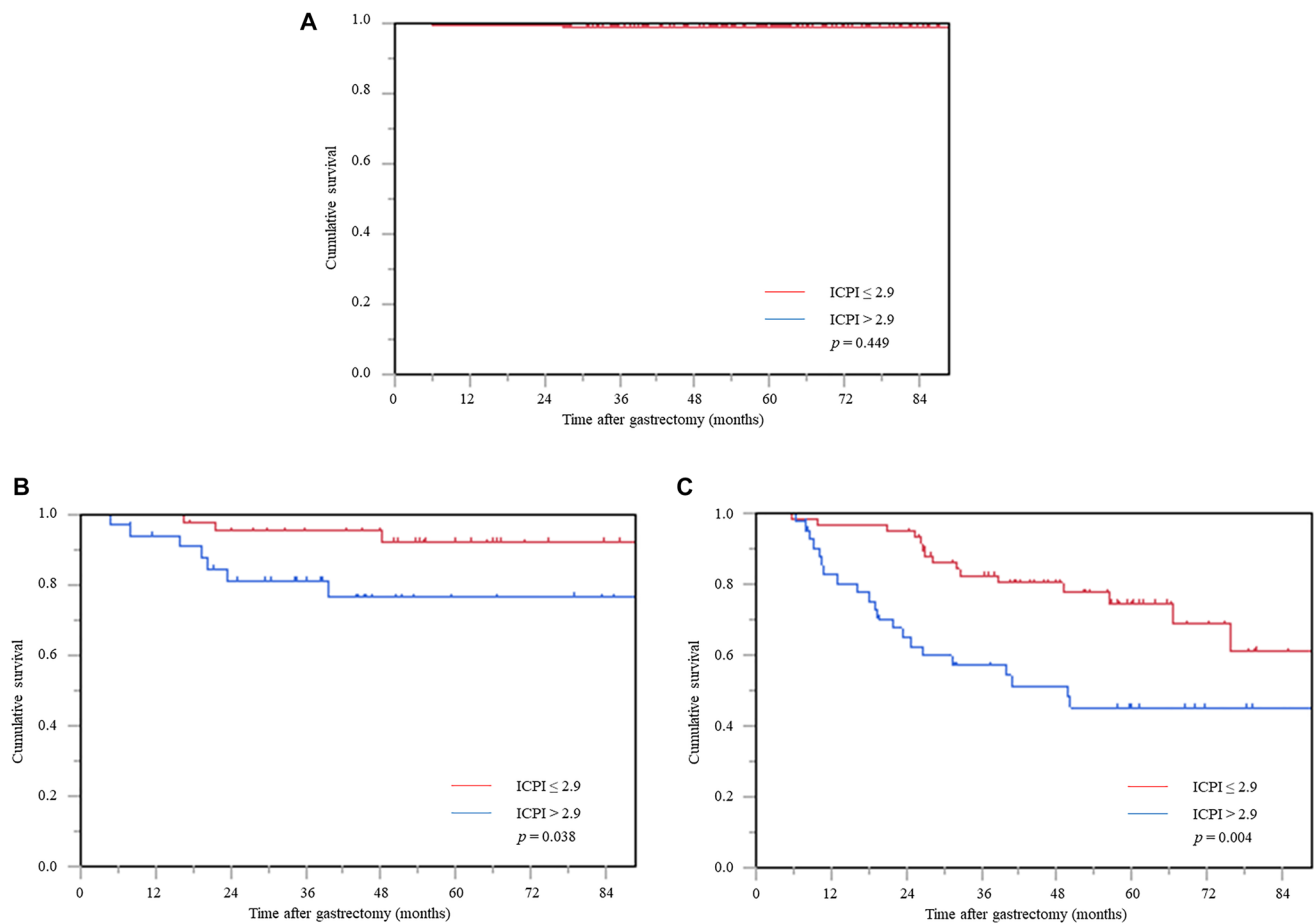 A
1.0
0.8
0.6
0.4
0.2
0.0
Cumulative survival
ICPI ≤ 2.9
ICPI > 2.9
p = 0.449
0 12 24 36 48 60 72 84
Time after gastrectomy (months)
B
1.0
0.8
0.6
0.4
0.2
0.0
Cumulative survival
ICPI ≤ 2.9
ICPI > 2.9
p = 0.038
0 12 24 36 48 60 72 84
Time after gastrectomy (months)
C
1.0
0.8
0.6
0.4
0.2
0.0
Cumulative survival
ICPI ≤ 2.9
ICPI > 2.9
p = 0.004
0 12 24 36 48 60 72 84
Time after gastrectomy (months)